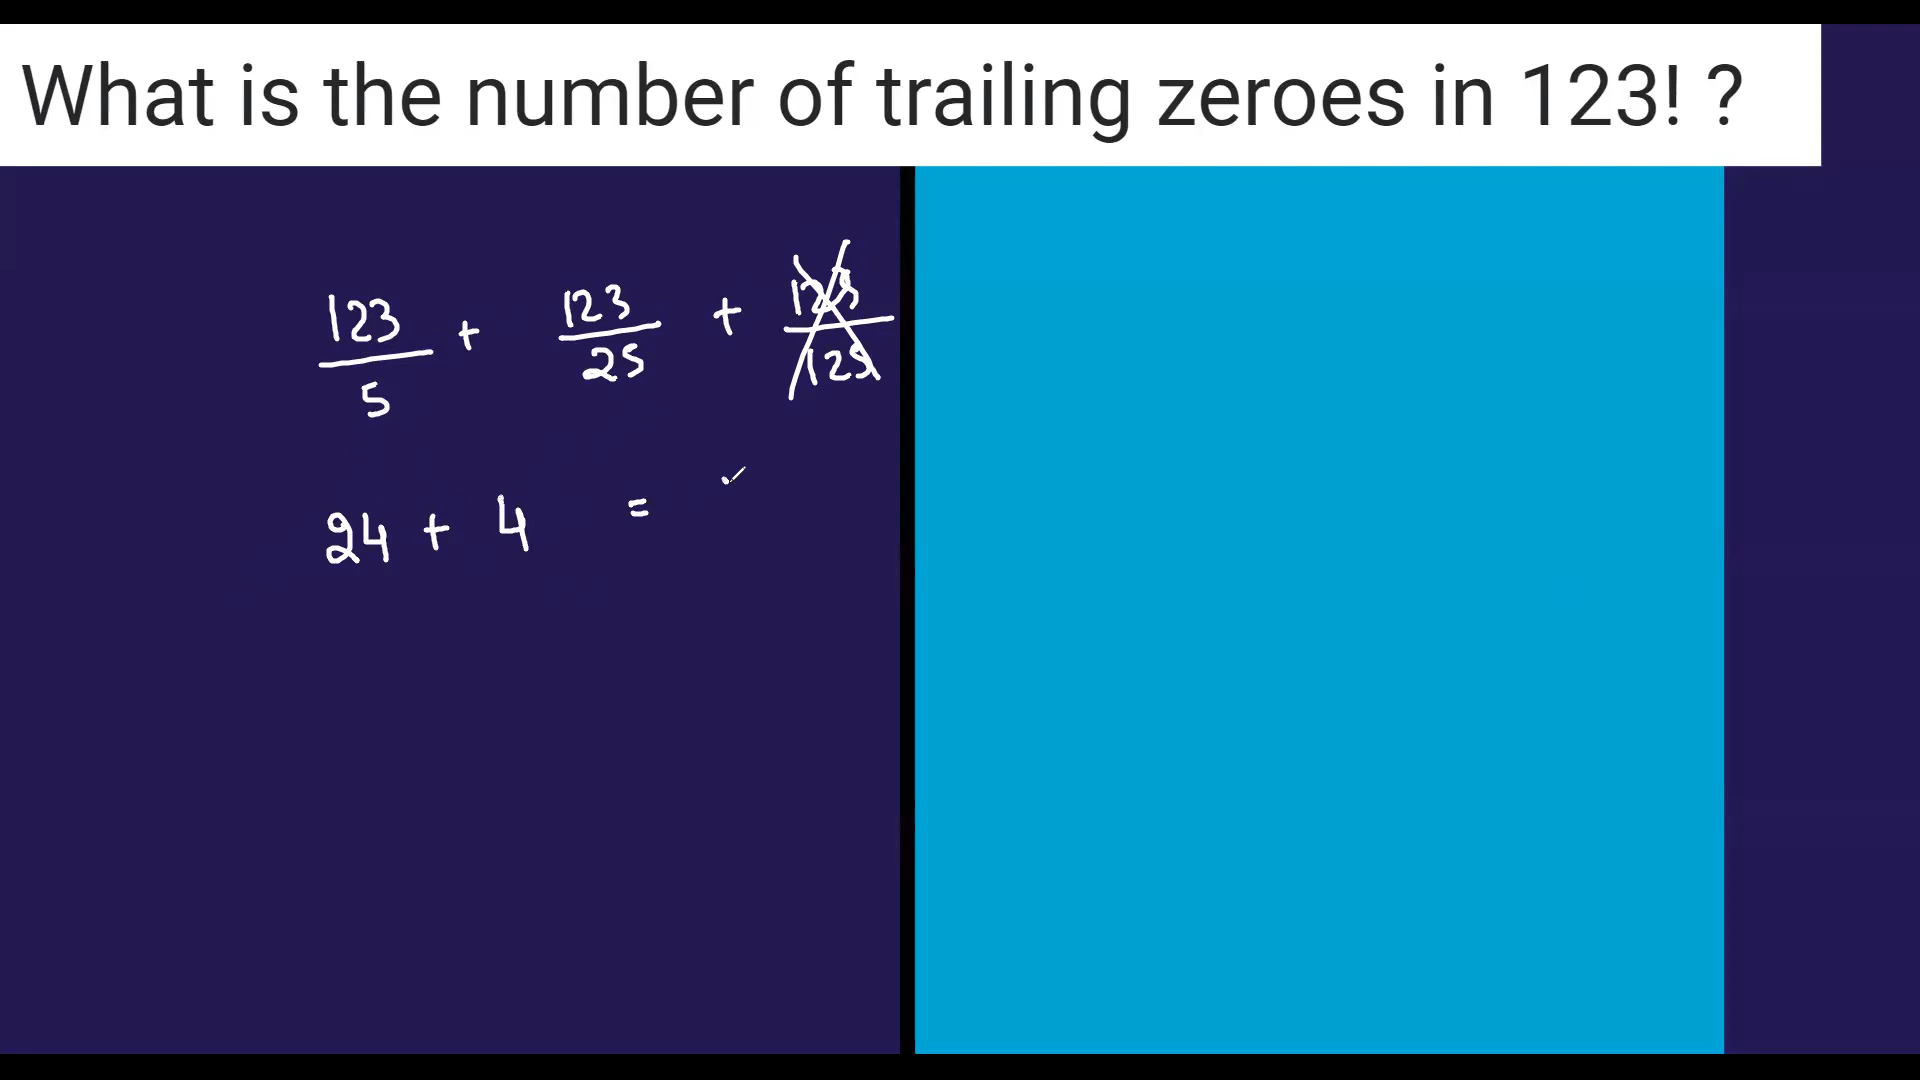 What is the number of trailing zeroes in 123! ?
123/5 + 123/25 + 123/125
24 + 4 =